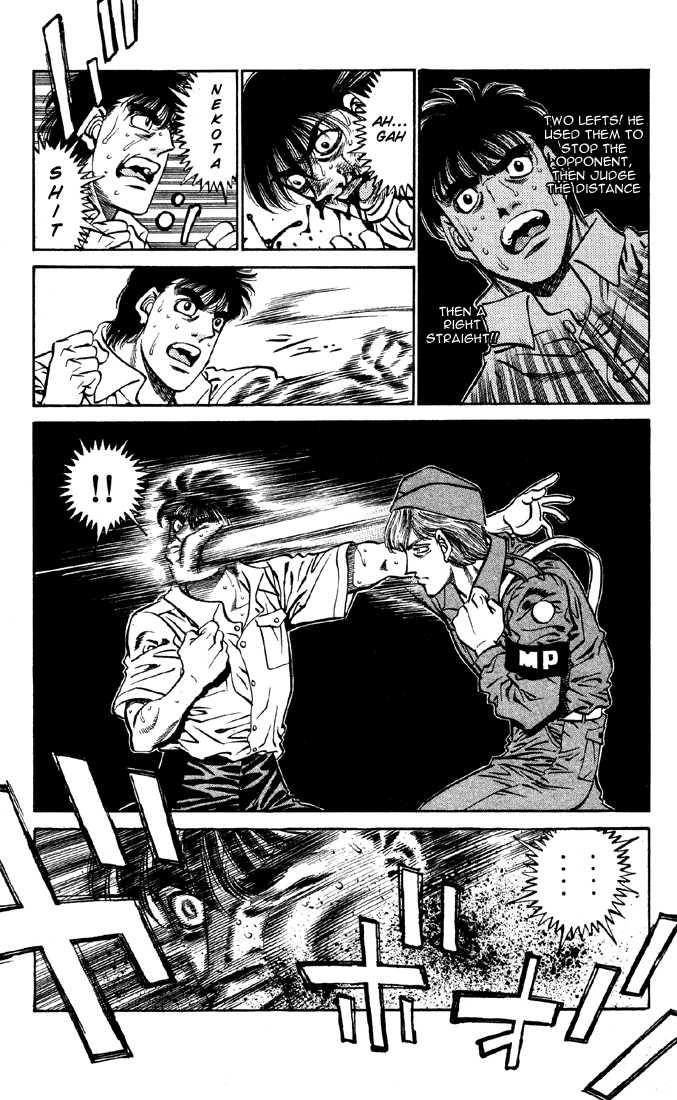 TWO LEFTS! HE
USED THEM TO
STOP THE
OPPONENT,
THEN JUDGE
THE DISTANCE
THEN A
RIGHT
STRAIGHT!!
AH...
GAH
NEKOTA
SHIT
!!
MP
......